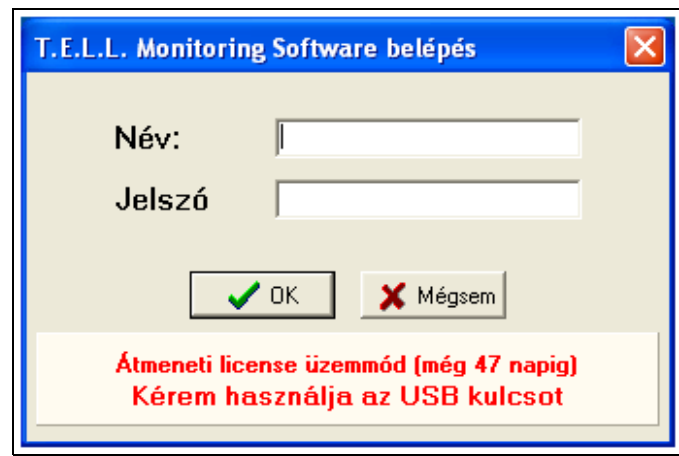 T.E.L.L. Monitoring Software belépés
Név:
Jelszó
OK
Mégsem
Átmeneti license üzemmód (még 47 napig)
Kérem használja az USB kulcsot